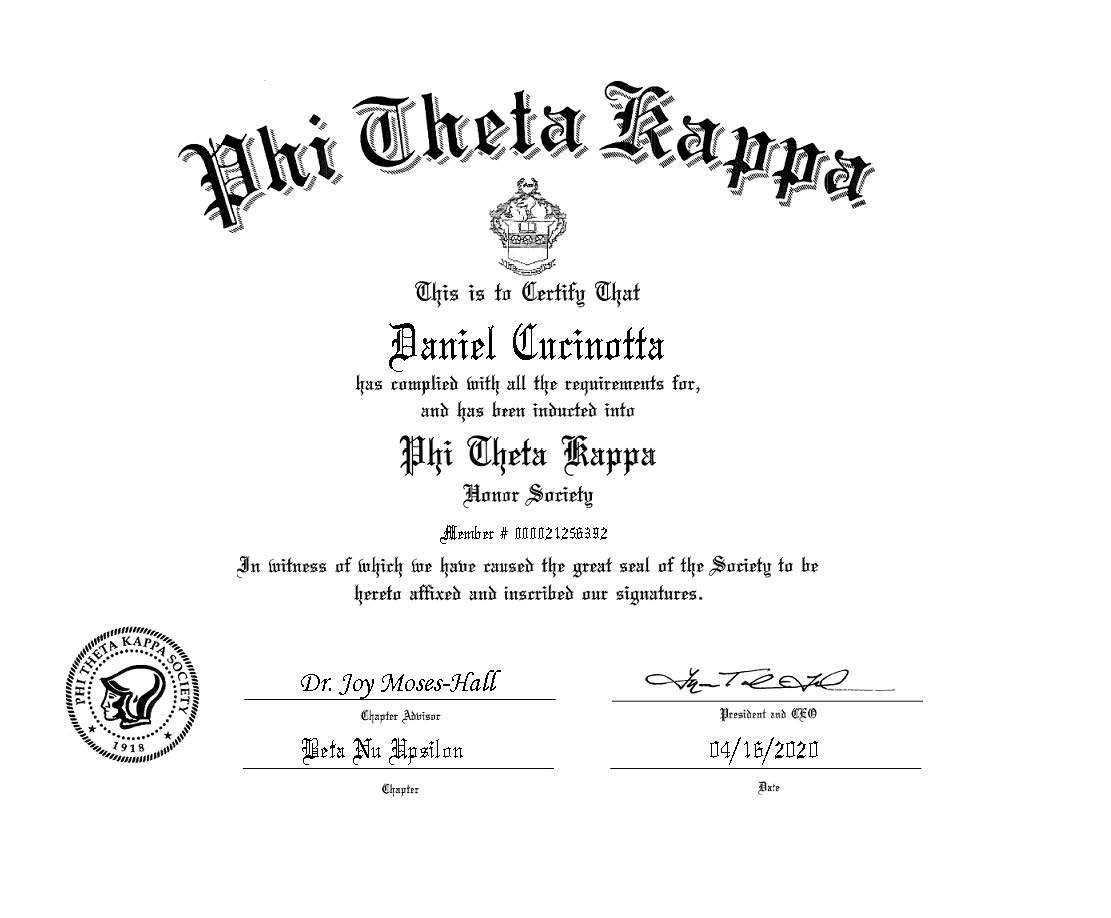 Phi Theta Kappa
This is to Certify That
Daniel Cucinotta
has complied with all the requirements for,
and has been inducted into
Phi Theta Kappa
Honor Society
Member # 000021256392
In witness of which we have caused the great seal of the Society to be
hereto affixed and inscribed our signatures.
PHI THETA KAPPA SOCIETY
1918
Dr. Joy Moses-Hall
Chapter Advisor
President and CEO
Beta Nu Upsilon
04/16/2020
Chapter
Date